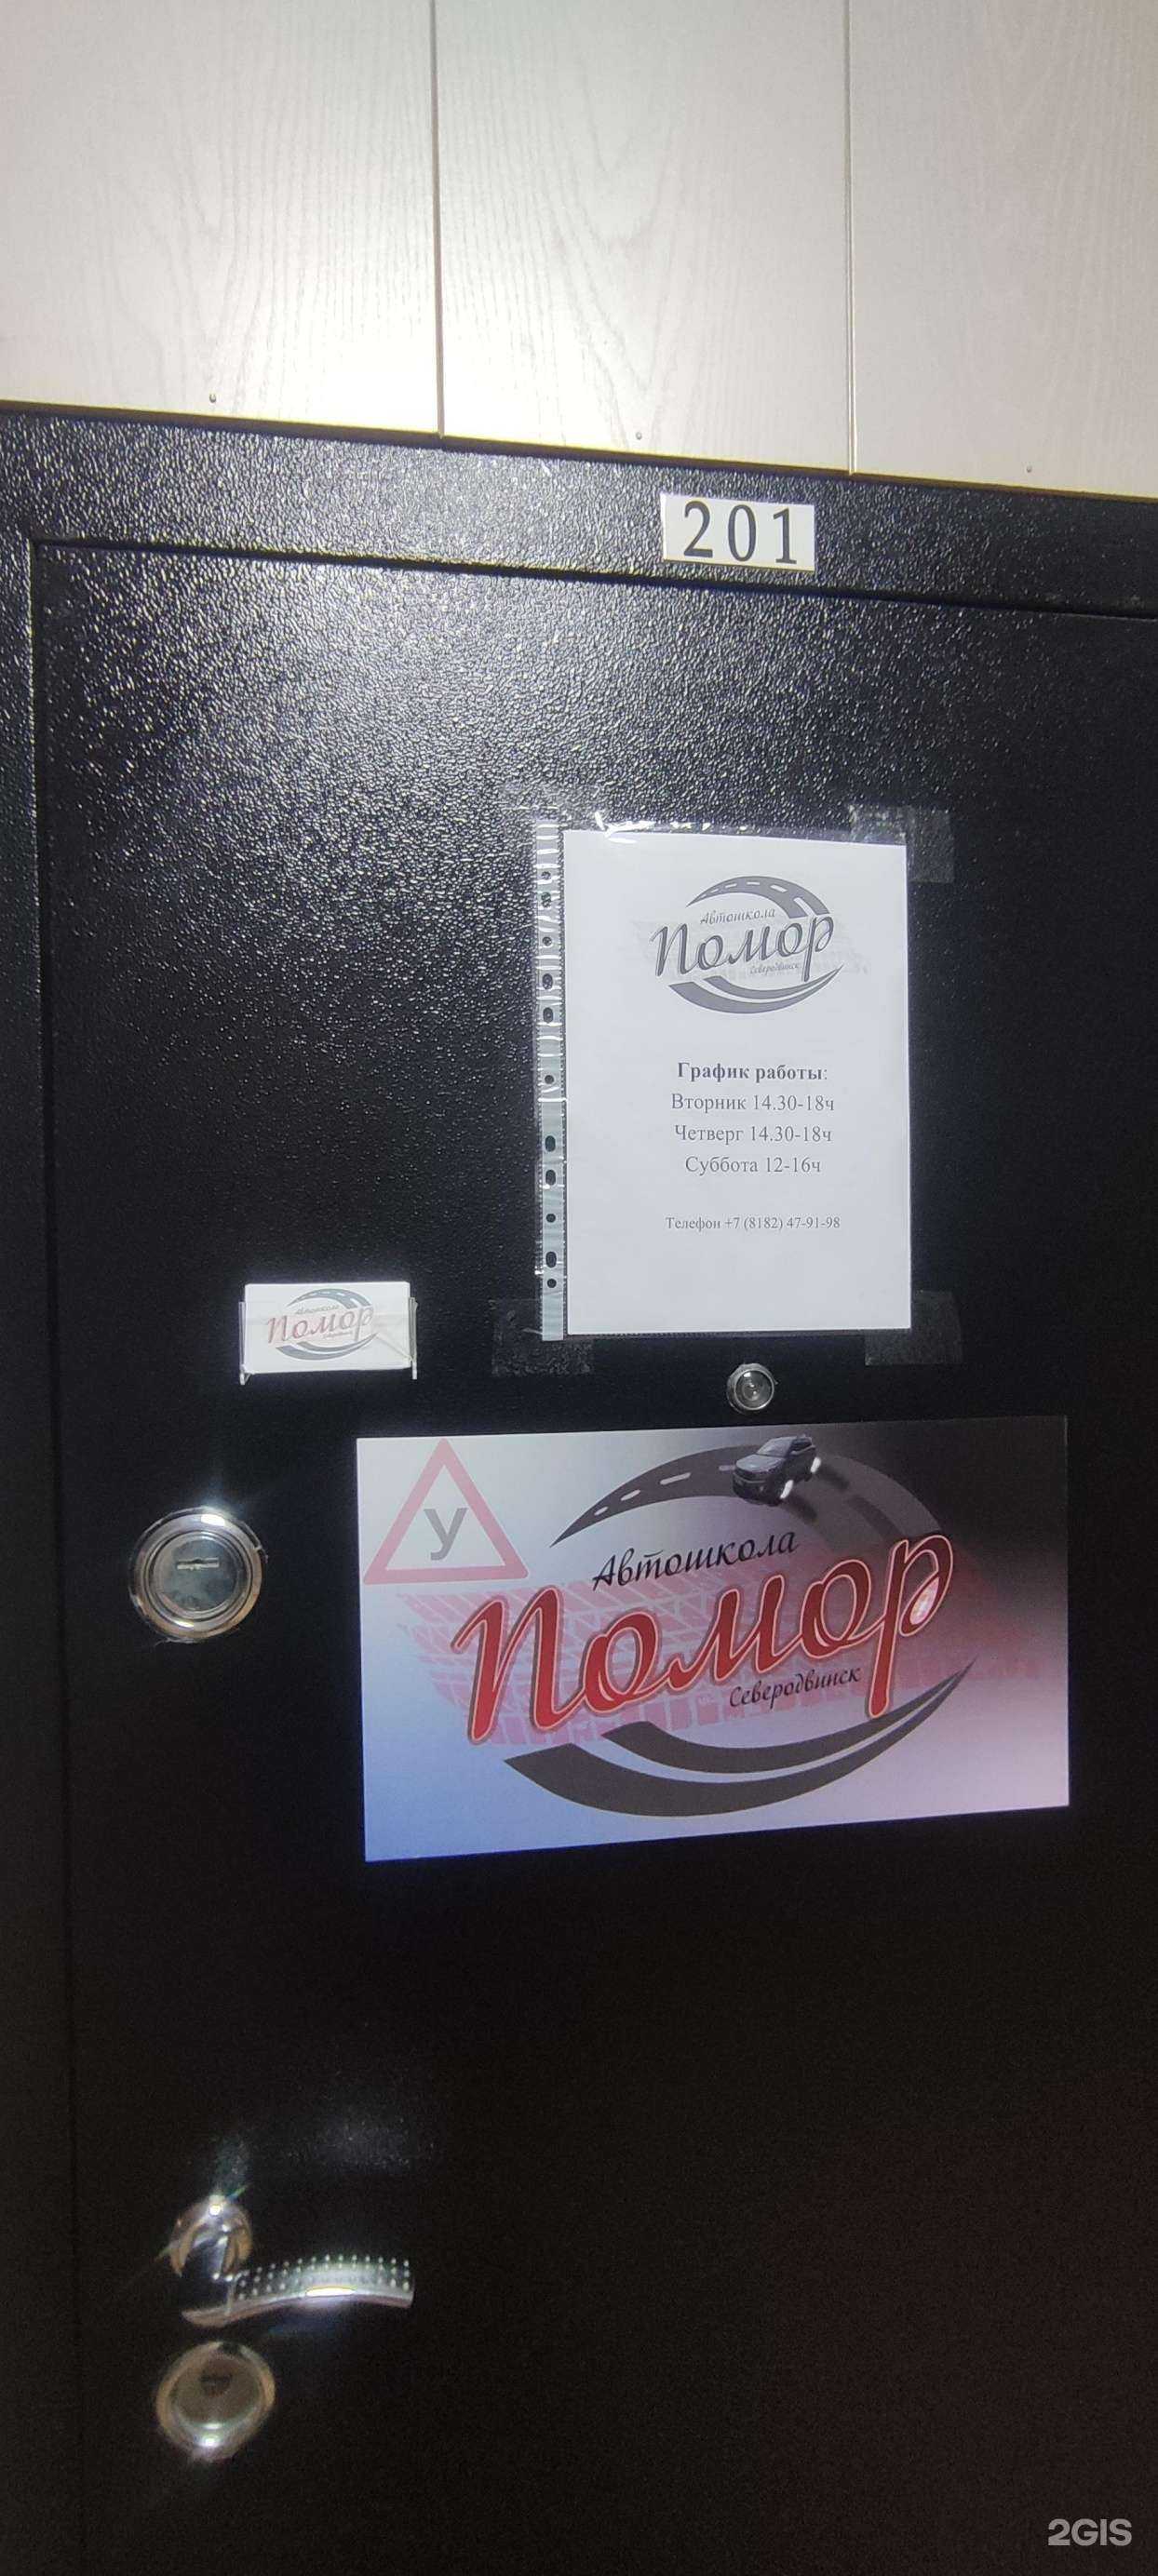 201
Автошкола
Помор
Северодвинск
График работы:
Вторник 14.30-18ч
Четверг 14.30-18ч
Суббота 12-16ч
Телефон +7 (8182) 47-91-98
Автошкола
Помор
У
Автошкола
Помор
Северодвинск
2GIS